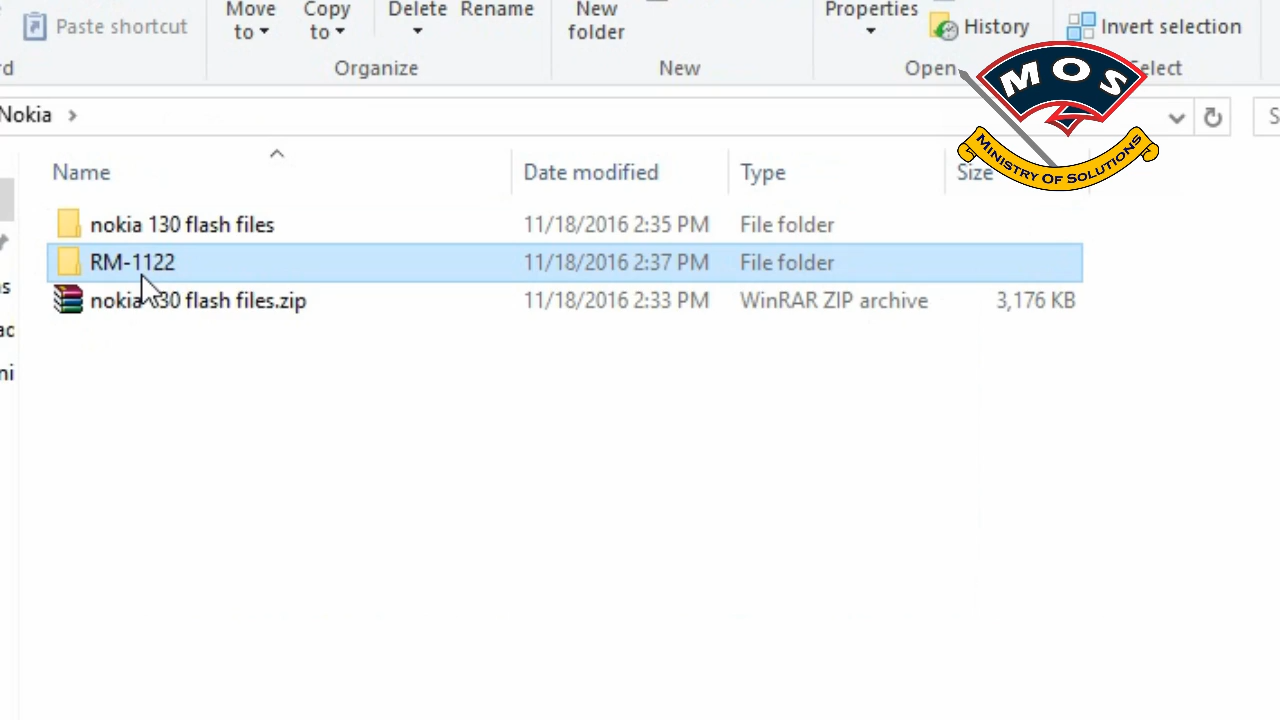 Move to
Copy to
Delete
Rename
New folder
Properties
Paste shortcut
History
Invert selection
Organize
New
Open
Select
MOS
MINISTRY OF SOLUTIONS
Nokia
Name
Date modified
Type
Size
nokia 130 flash files 11/18/2016 2:35 PM File folder
RM-1122 11/18/2016 2:37 PM File folder
nokia 130 flash files.zip 11/18/2016 2:33 PM WinRAR ZIP archive 3,176 KB